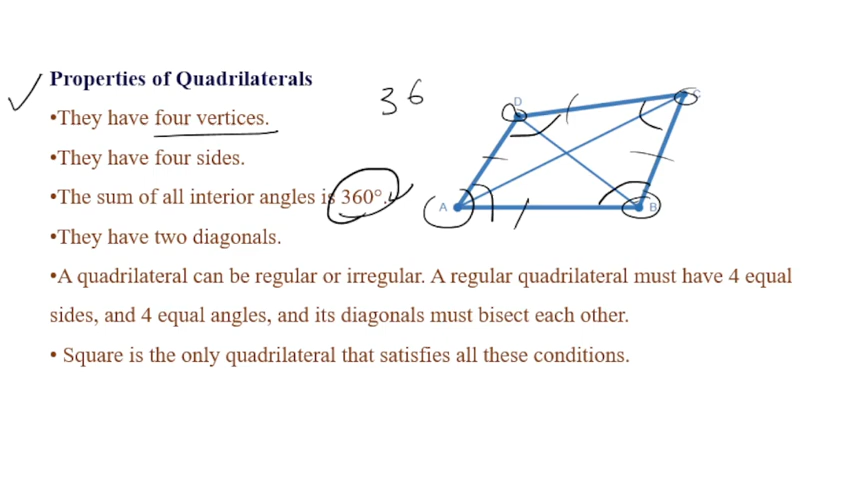 Properties of Quadrilaterals
36
•They have four vertices.
•They have four sides.
•The sum of all interior angles is 360°.
•They have two diagonals.
•A quadrilateral can be regular or irregular. A regular quadrilateral must have 4 equal
sides, and 4 equal angles, and its diagonals must bisect each other.
• Square is the only quadrilateral that satisfies all these conditions.
D
C
A
B